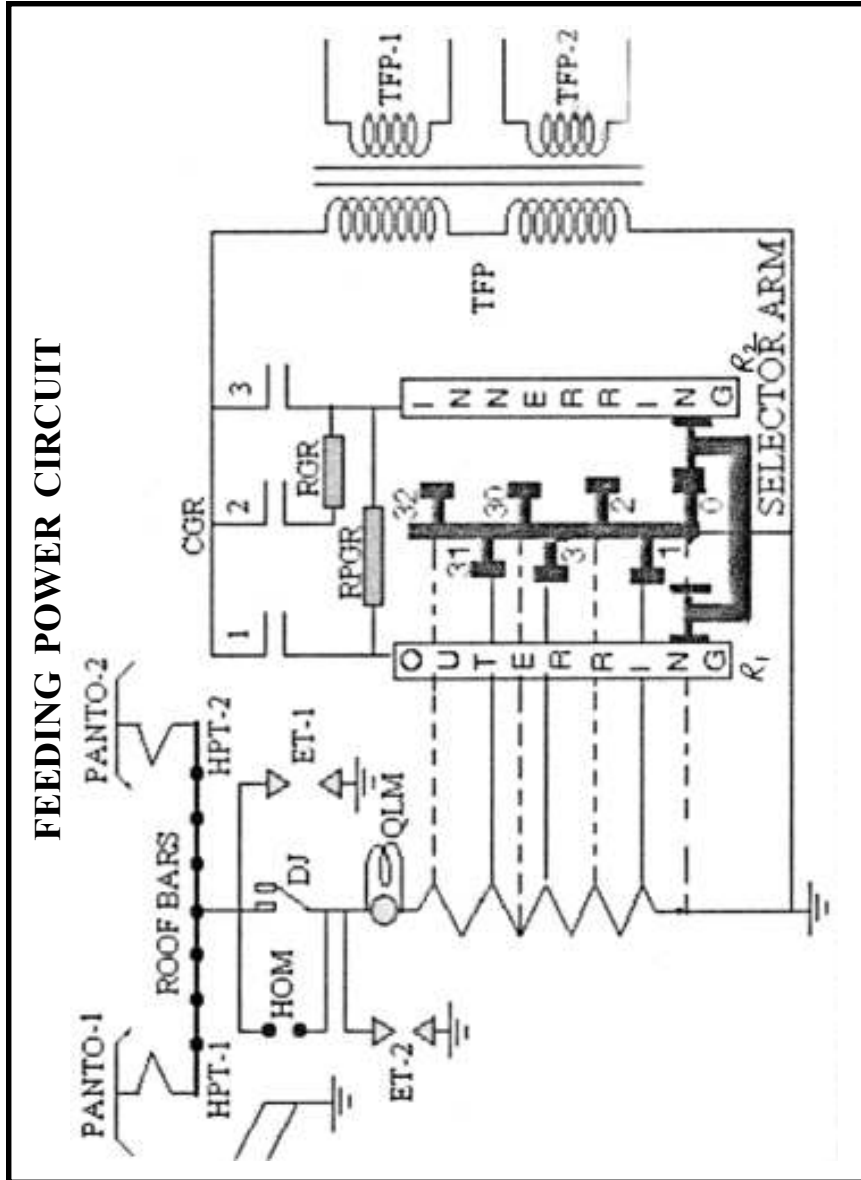 FEEDING POWER CIRCUIT
PANTO-1
PANTO-2
ROOF BARS
HPT-1
HPT-2
HOM
DJ
ET-1
ET-2
QLM
CGR
1
2
3
RGR
RPGR
OUTER RING
INNER RING
R1
R2
32
31
30
3
2
1
0
SELECTOR ARM
TFP
TFP-1
TFP-2